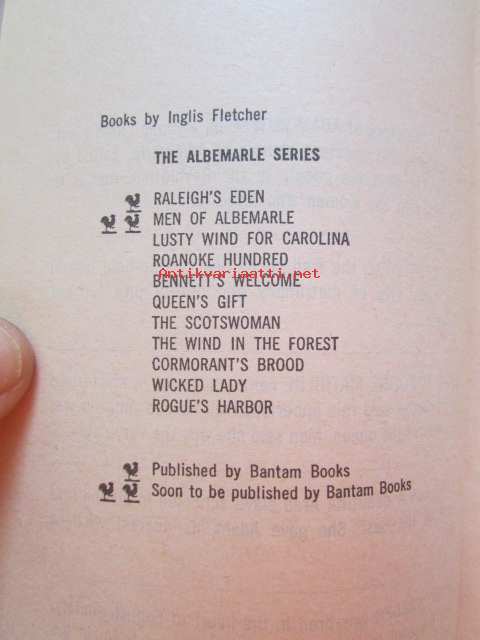 Books by Inglis Fletcher
THE ALBEMARLE SERIES
RALEIGH'S EDEN
MEN OF ALBEMARLE
LUSTY WIND FOR CAROLINA
ROANOKE HUNDRED
Antikvariaatti.net
BENNETT'S WELCOME
QUEEN'S GIFT
THE SCOTSWOMAN
THE WIND IN THE FOREST
CORMORANT'S BROOD
WICKED LADY
ROGUE'S HARBOR
Published by Bantam Books
Soon to be published by Bantam Books